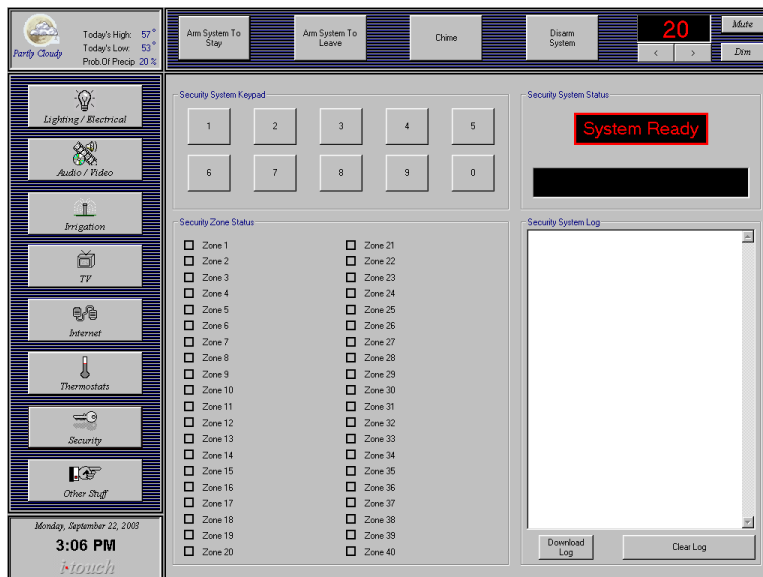 Partly Cloudy
Today's High: 57°
Today's Low: 53°
Prob.Of Precip 20 %
Arm System To
Stay
Arm System To
Leave
Chime
Disarm
System
20
<
>
Mute
Dim
Lighting / Electrical
Audio / Video
Irrigation
TV
Internet
Thermostats
Security
Other Stuff
Monday, September 22, 2003
3:06 PM
i·touch
Security System Keypad
1 2 3 4 5
6 7 8 9 0
Security System Status
System Ready
Security Zone Status
Zone 1
Zone 2
Zone 3
Zone 4
Zone 5
Zone 6
Zone 7
Zone 8
Zone 9
Zone 10
Zone 11
Zone 12
Zone 13
Zone 14
Zone 15
Zone 16
Zone 17
Zone 18
Zone 19
Zone 20
Zone 21
Zone 22
Zone 23
Zone 24
Zone 25
Zone 26
Zone 27
Zone 28
Zone 29
Zone 30
Zone 31
Zone 32
Zone 33
Zone 34
Zone 35
Zone 36
Zone 37
Zone 38
Zone 39
Zone 40
Security System Log
Download
Log
Clear Log